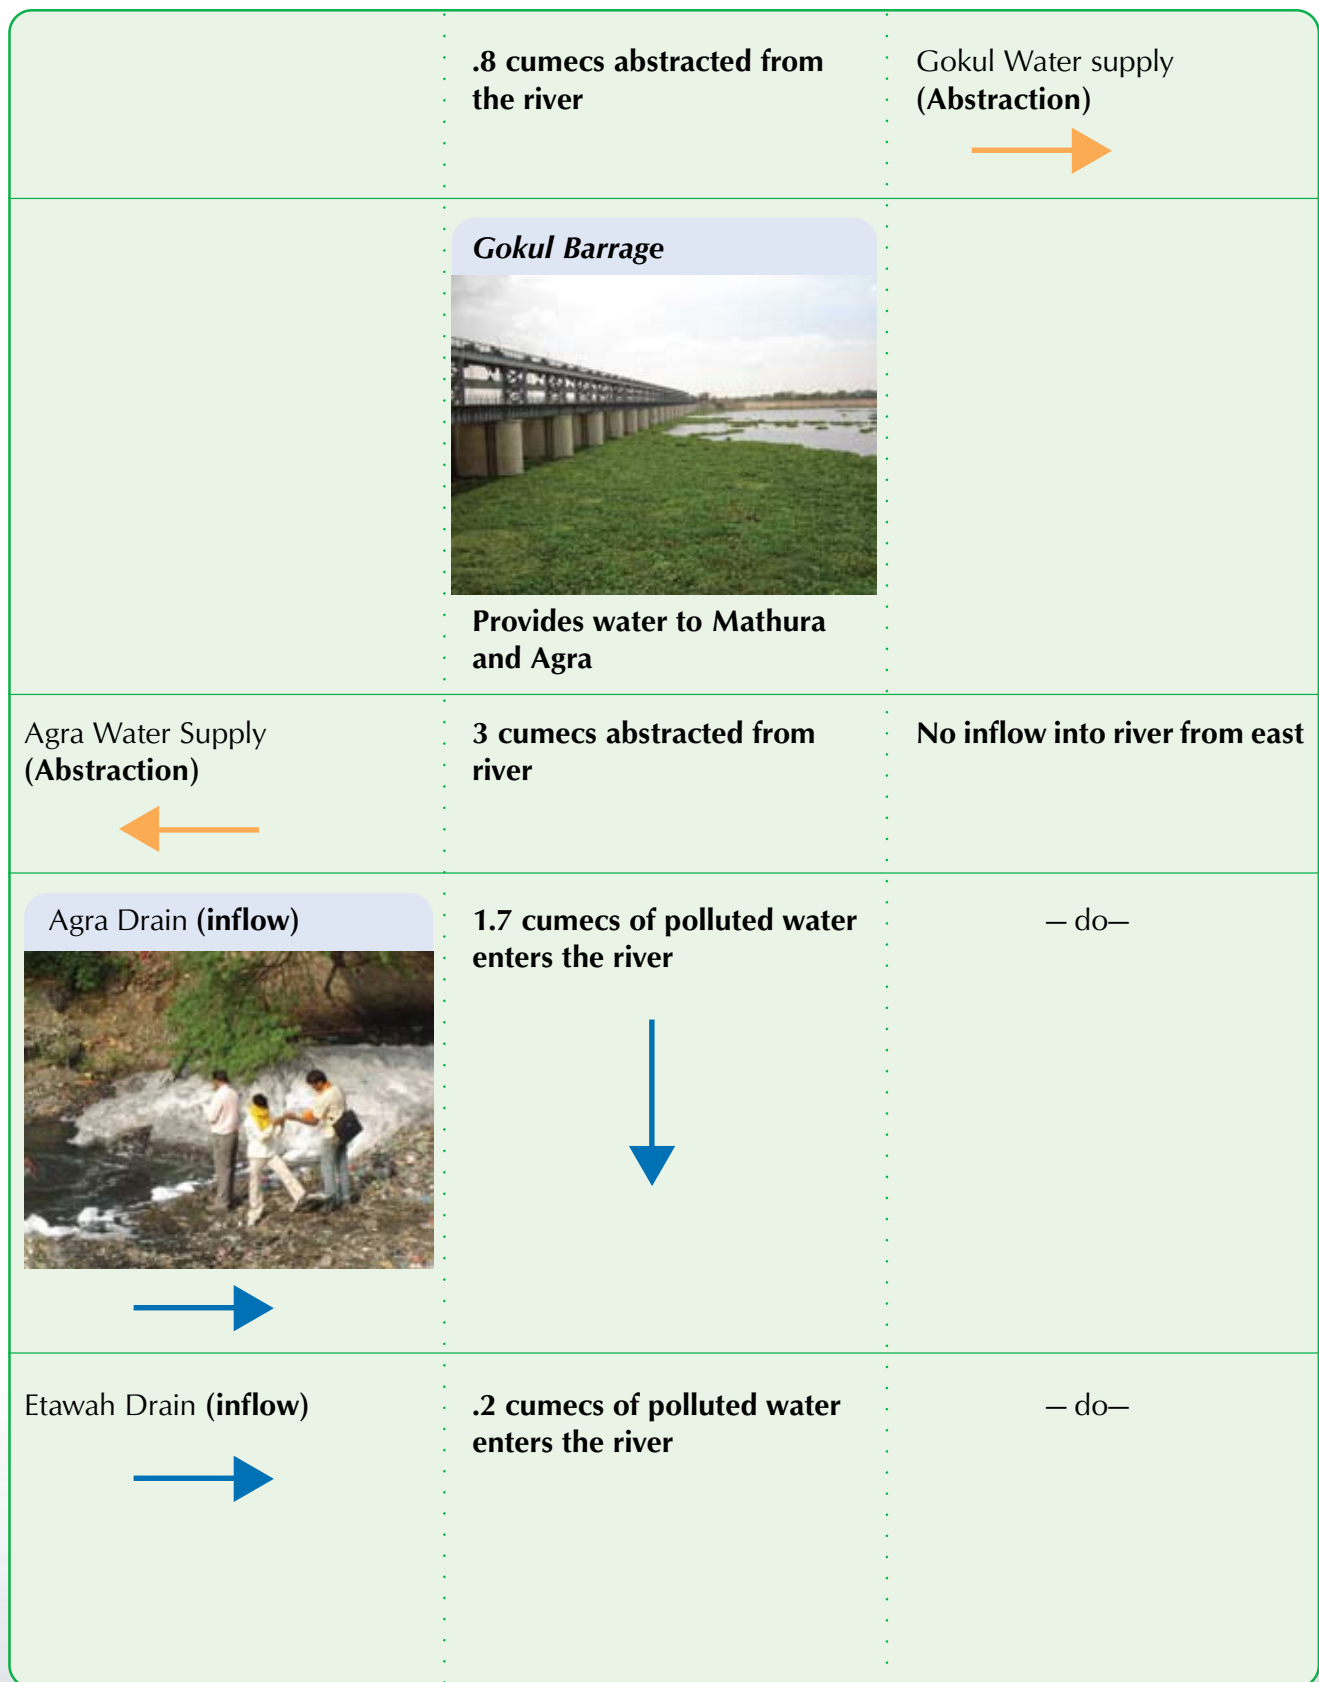 .8 cumecs abstracted from
the river
Gokul Water supply
(Abstraction)
Gokul Barrage
Provides water to Mathura
and Agra
Agra Water Supply
(Abstraction)
3 cumecs abstracted from
river
No inflow into river from east
Agra Drain (inflow)
1.7 cumecs of polluted water
enters the river
— do—
Etawah Drain (inflow)
.2 cumecs of polluted water
enters the river
— do—